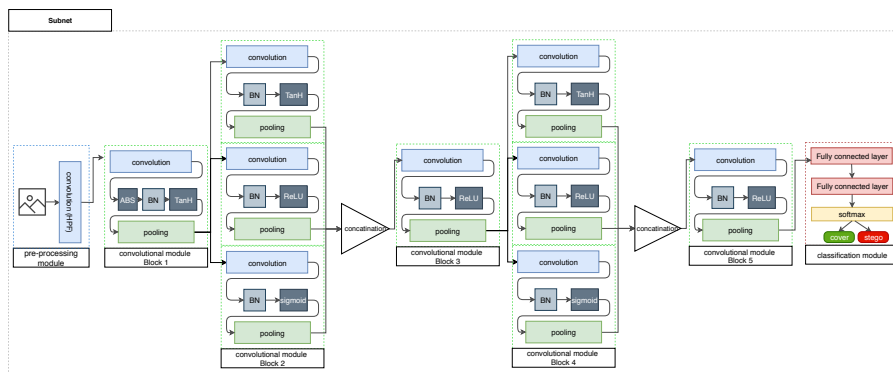 Subnet
convolution (HPF)
pre-processing
module
convolution
ABS
BN
TanH
pooling
convolutional module
Block 1
convolution
BN
TanH
pooling
convolution
BN
ReLU
pooling
convolution
BN
sigmoid
pooling
convolutional module
Block 2
concatination
convolution
BN
ReLU
pooling
convolutional module
Block 3
convolution
BN
TanH
pooling
convolution
BN
ReLU
pooling
convolution
BN
sigmoid
pooling
convolutional module
Block 4
concatination
convolution
BN
ReLU
pooling
convolutional module
Block 5
Fully connected layer
Fully connected layer
softmax
cover
stego
classification module